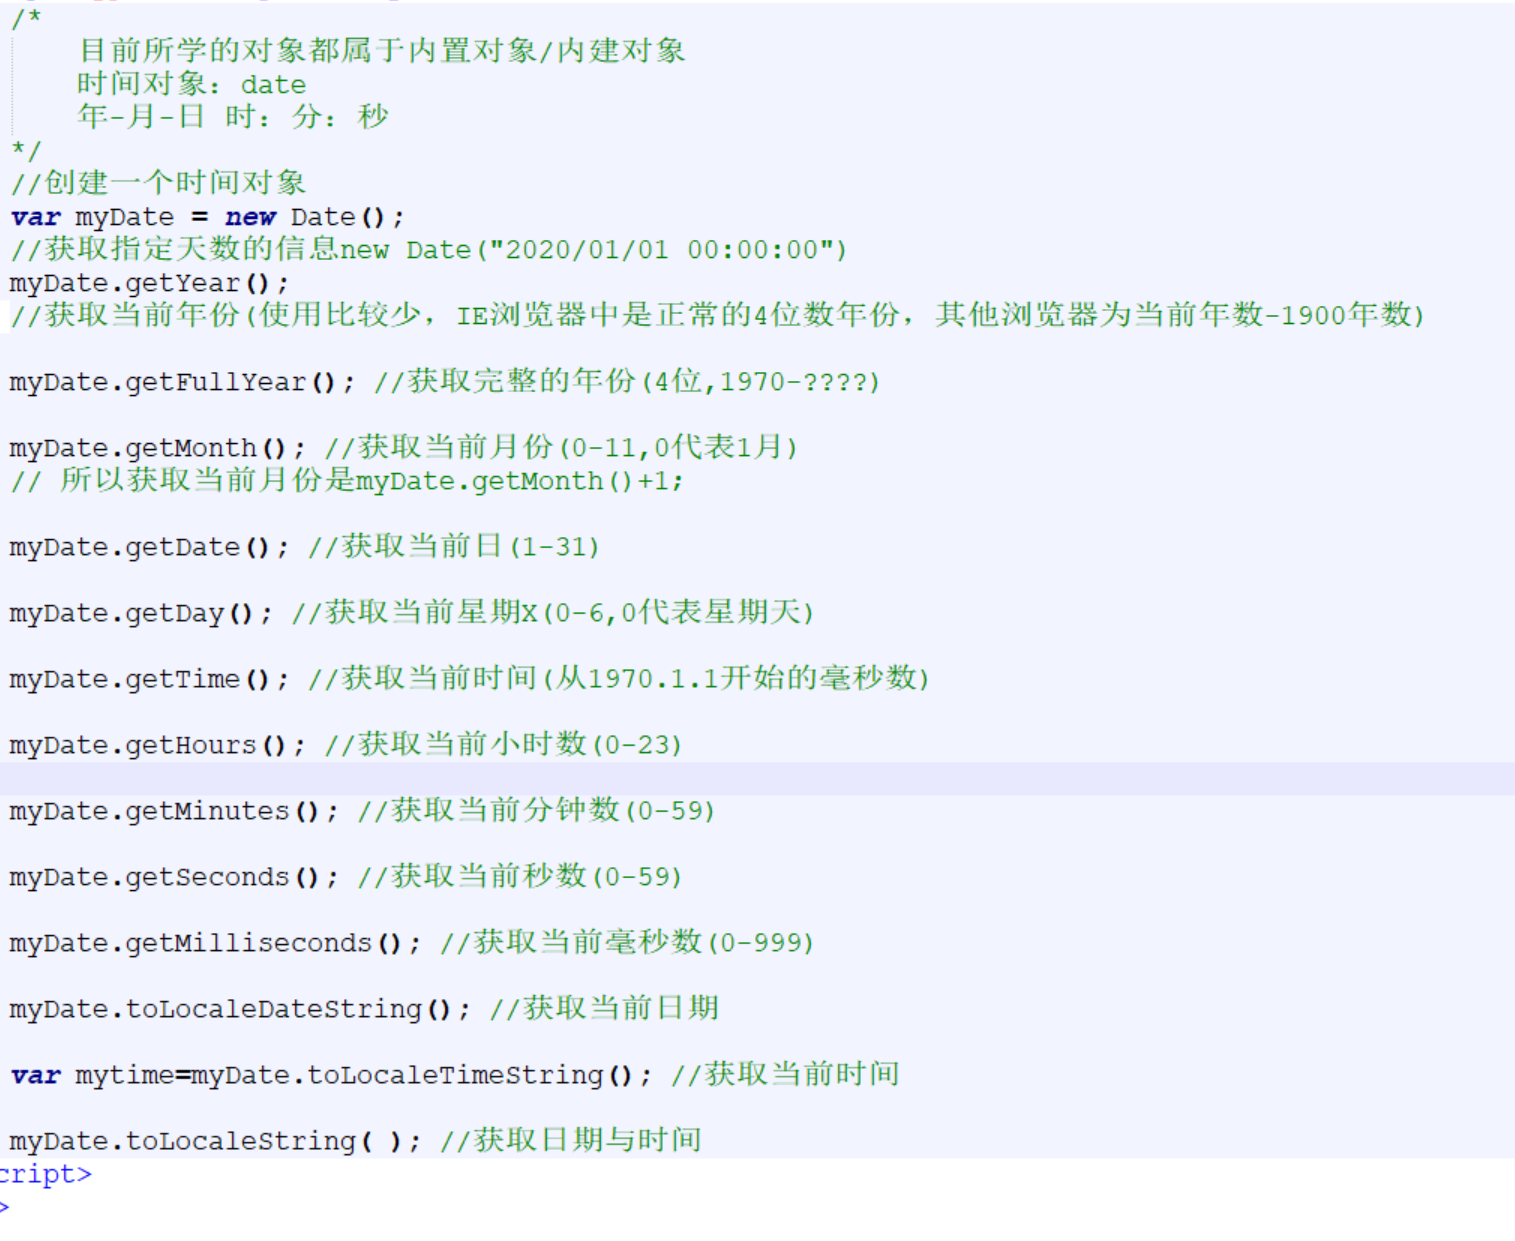 /*
目前所学的对象都属于内置对象/内建对象
时间对象：date
年-月-日 时：分：秒
*/
//创建一个时间对象
var myDate = new Date();
//获取指定天数的信息new Date("2020/01/01 00:00:00")
myDate.getYear();
//获取当前年份(使用比较少，IE浏览器中是正常的4位数年份，其他浏览器为当前年数-1900年数)
myDate.getFullYear(); //获取完整的年份(4位,1970-????)
myDate.getMonth(); //获取当前月份(0-11,0代表1月)
// 所以获取当前月份是myDate.getMonth()+1;
myDate.getDate(); //获取当前日(1-31)
myDate.getDay(); //获取当前星期X(0-6,0代表星期天)
myDate.getTime(); //获取当前时间(从1970.1.1开始的毫秒数)
myDate.getHours(); //获取当前小时数(0-23)
myDate.getMinutes(); //获取当前分钟数(0-59)
myDate.getSeconds(); //获取当前秒数(0-59)
myDate.getMilliseconds(); //获取当前毫秒数(0-999)
myDate.toLocaleDateString(); //获取当前日期
var mytime=myDate.toLocaleTimeString(); //获取当前时间
myDate.toLocaleString( ); //获取日期与时间
cript>
>